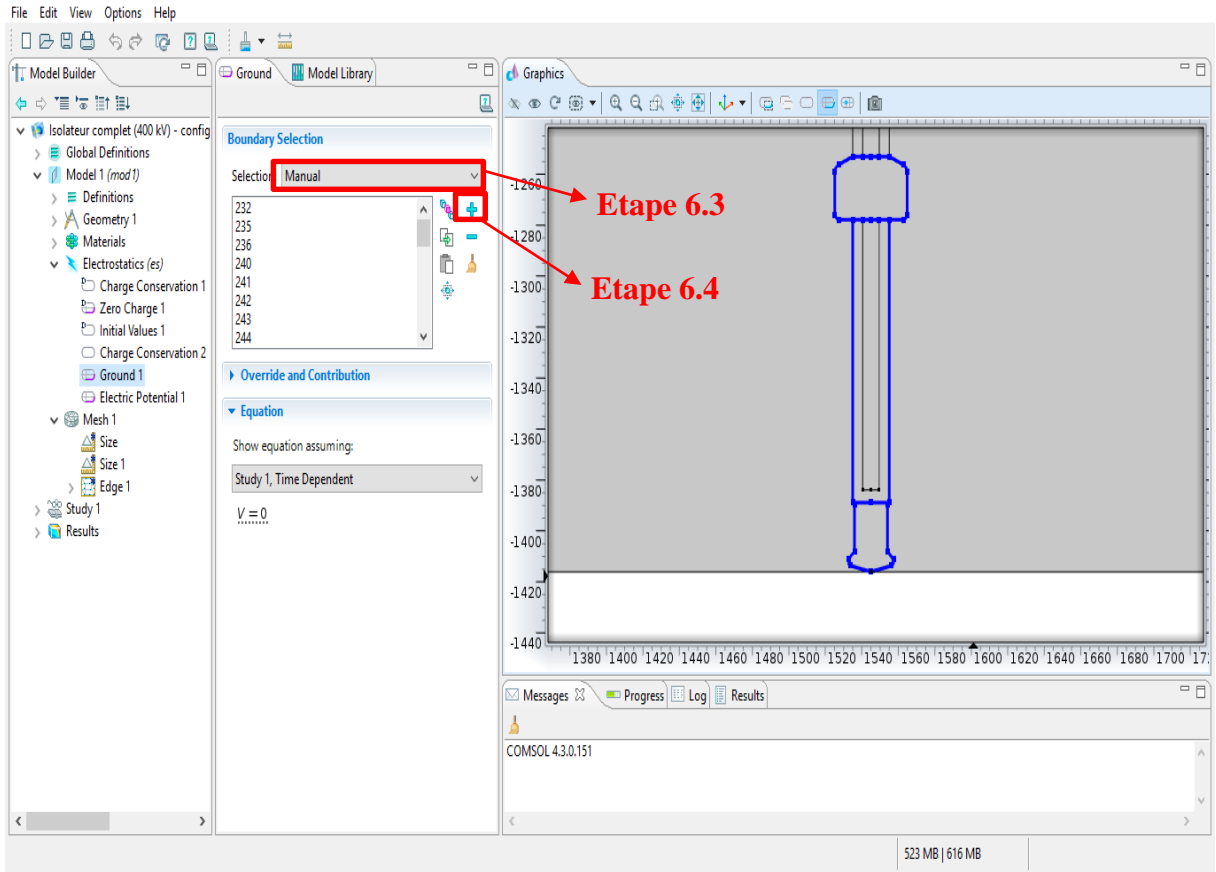 File Edit View Options Help
Model Builder
Isolateur complet (400 kV) - config
Global Definitions
Model 1 (mod1)
Definitions
Geometry 1
Materials
Electrostatics (es)
Charge Conservation 1
Zero Charge 1
Initial Values 1
Charge Conservation 2
Ground 1
Electric Potential 1
Mesh 1
Size
Size 1
Edge 1
Study 1
Results
Ground Model Library
Boundary Selection
Selection Manual
232
235
236
240
241
242
243
244
Override and Contribution
Equation
Show equation assuming:
Study 1, Time Dependent
V = 0
Graphics
-1260
-1280
-1300
-1320
-1340
-1360
-1380
-1400
-1420
-1440
1380 1400 1420 1440 1460 1480 1500 1520 1540 1560 1580 1600 1620 1640 1660 1680 1700
Etape 6.3
Etape 6.4
Messages Progress Log Results
COMSOL 4.3.0.151
523 MB | 616 MB